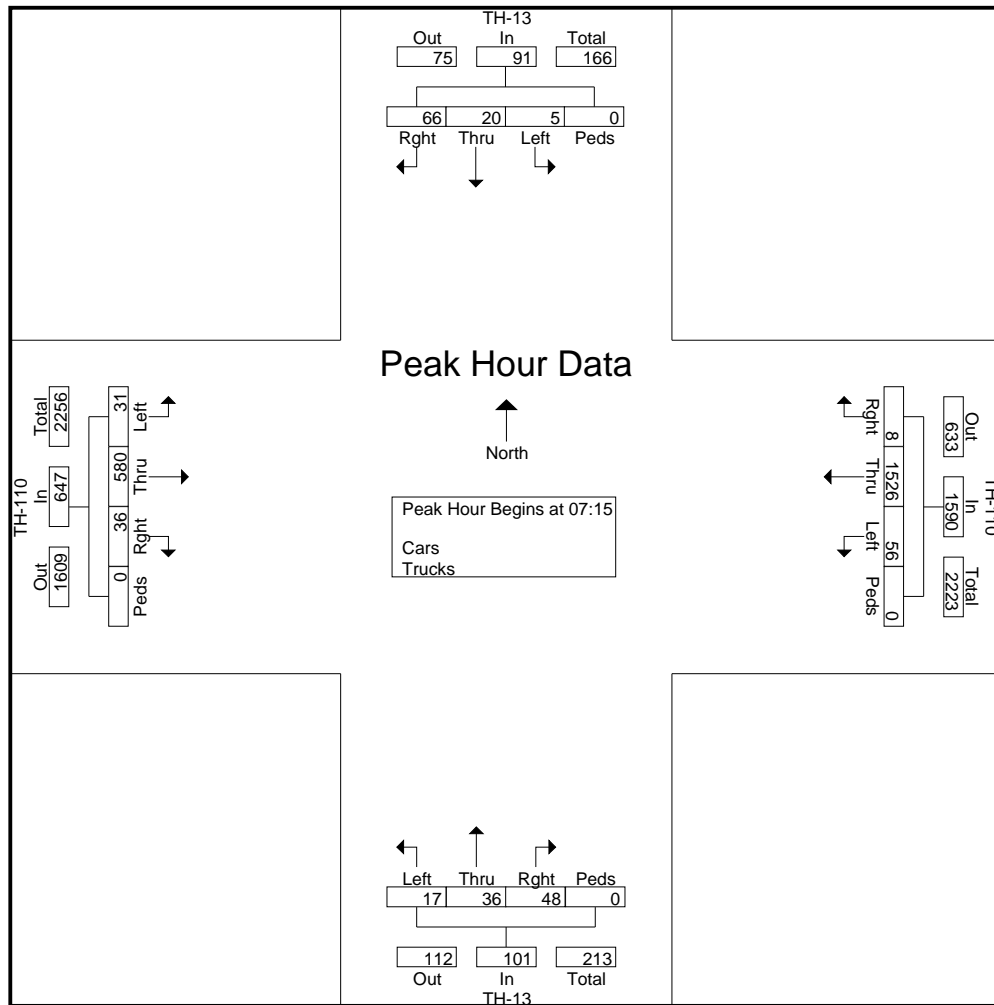 TH-13
Out In Total
75 91 166
66 20 5 0
Rght Thru Left Peds
Peak Hour Data
North
Peak Hour Begins at 07:15
Cars
Trucks
TH-110
Total In Out
2256 647 1609
31 580 36 0
Left Thru Rght Peds
Rght Thru Left Peds
8 1526 56 0
Out In Total
633 1590 2223
TH-110
Left Thru Rght Peds
17 36 48 0
112 101 213
Out In Total
TH-13